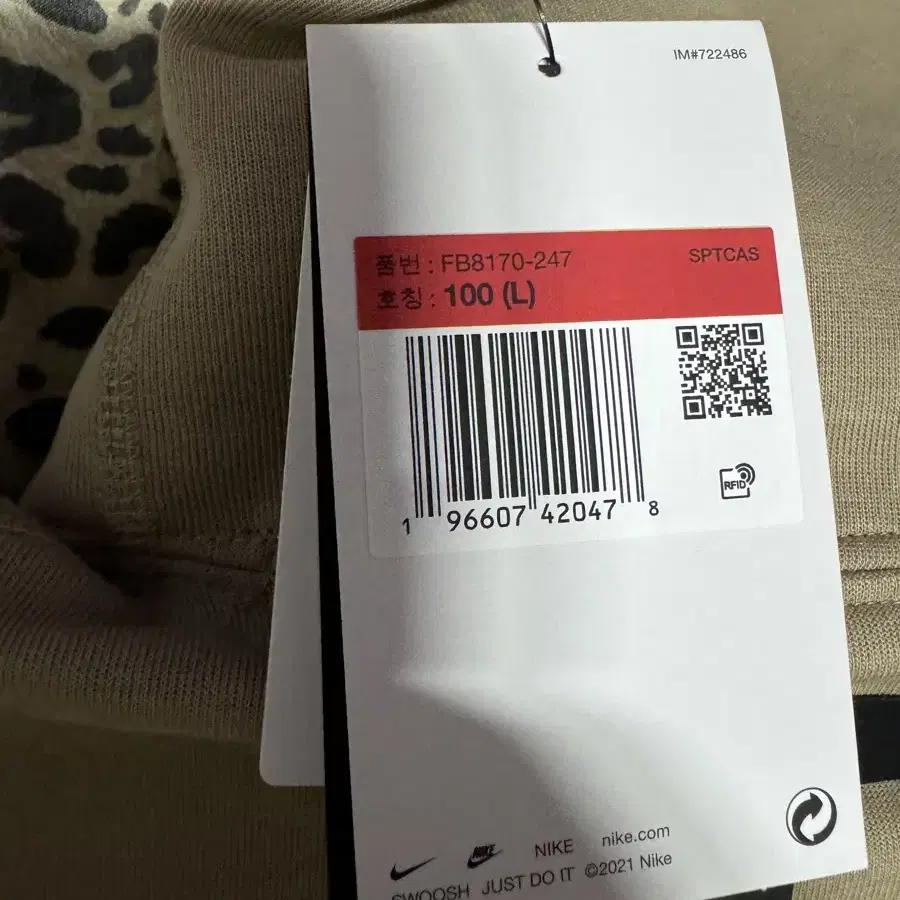 IM#722486
품번 : FB8170-247
SPTCAS
호칭 : 100 (L)
RFID
1 96607 42047 8
NIKE NIKE nike.com
SWOOSH JUST DO IT ©2021 Nike